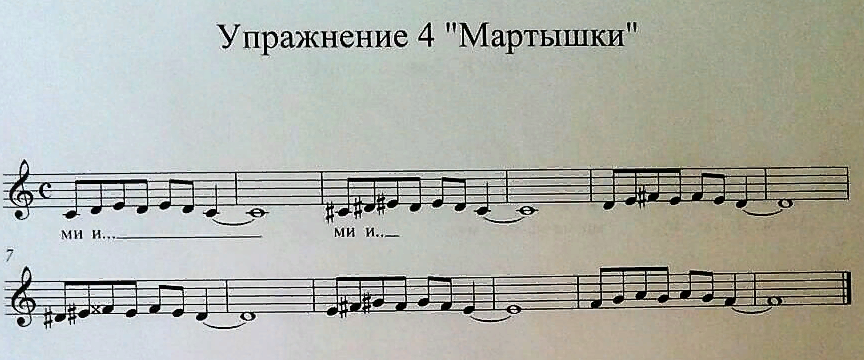 Упражнение 4 "Мартышки"
ми и... ми и...
7